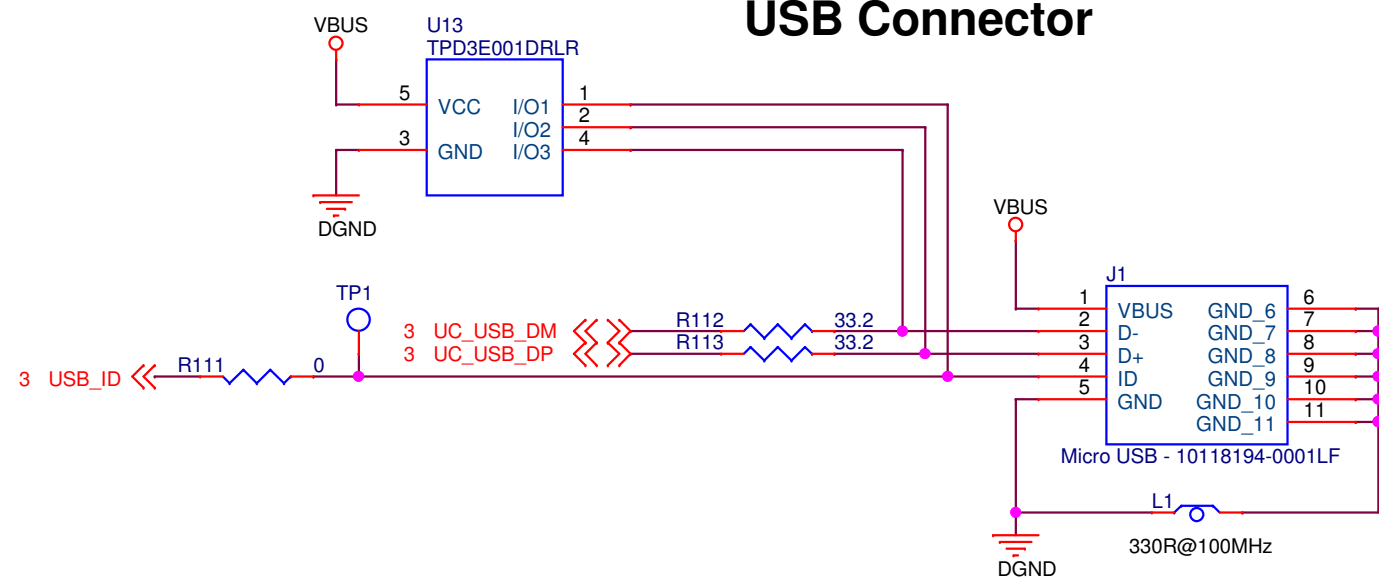 USB Connector
VBUS
U13
TPD3E001DRLR
5 VCC I/O1 1
I/O2 2
3 GND I/O3 4
DGND
VBUS
TP1
J1
1 VBUS GND_6 6
3 UC_USB_DM R112 33.2 2 D- GND_7 7
3 UC_USB_DP R113 33.2 3 D+ GND_8 8
3 USB_ID R111 0 4 ID GND_9 9
5 GND GND_10 10
GND_11 11
Micro USB - 10118194-0001LF
L1
330R@100MHz
DGND